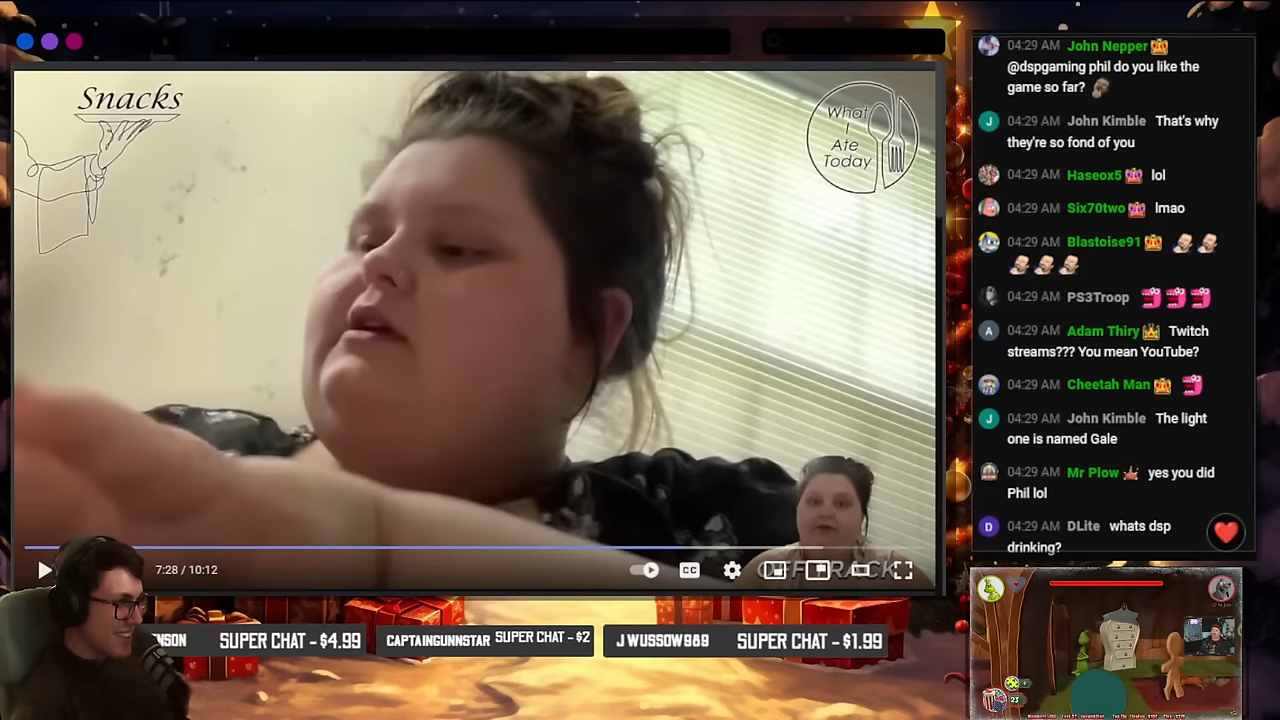 Snacks
What
I
Ate
Today
7:28 / 10:12
CC
OFF TRACK
NSON SUPER CHAT - $4.99
CAPTAINGUNNSTAR SUPER CHAT - $2
J WUSSOW989 SUPER CHAT - $1.99
04:29 AM John Nepper
@dspgaming phil do you like the
game so far?
J 04:29 AM John Kimble That's why
they're so fond of you
04:29 AM Haseox5 lol
04:29 AM Six70two lmao
04:29 AM Blastoise91
04:29 AM PS3Troop
A 04:29 AM Adam Thiry Twitch
streams??? You mean YouTube?
04:29 AM Cheetah Man
J 04:29 AM John Kimble The light
one is named Gale
04:29 AM Mr Plow yes you did
Phil lol
D 04:29 AM DLite whats dsp
drinking?
23